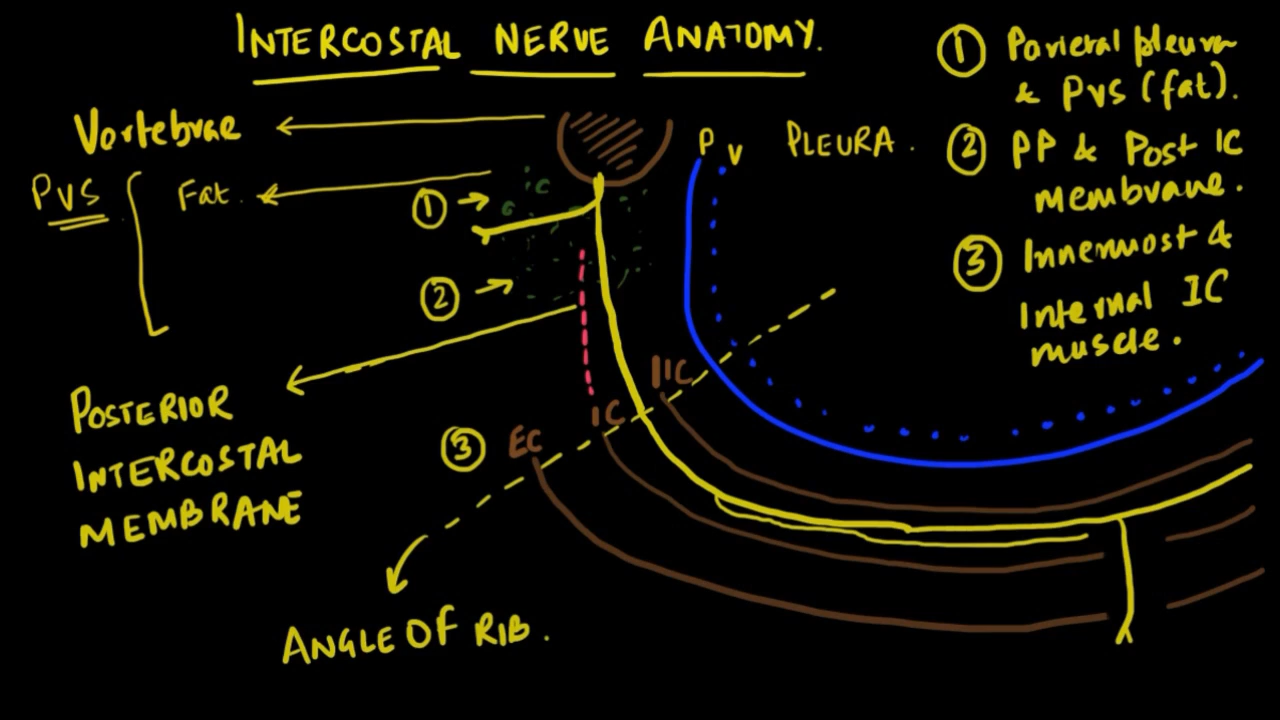 INTERCOSTAL NERVE ANATOMY.
Vertebrae
PVS
Fat.
①
②
POSTERIOR
INTERCOSTAL
MEMBRANE
③
EC
IC
IIC
ic
ANGLE OF RIB.
P V PLEURA.
① Parietal pleura
& PVS (fat).
② PP & Post IC
membrane.
③ Innermost &
Internal IC
muscle.